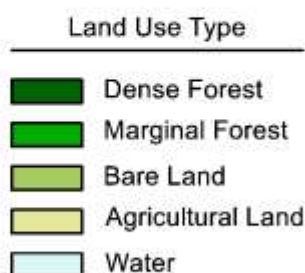 Land Use Type
Dense Forest
Marginal Forest
Bare Land
Agricultural Land
Water